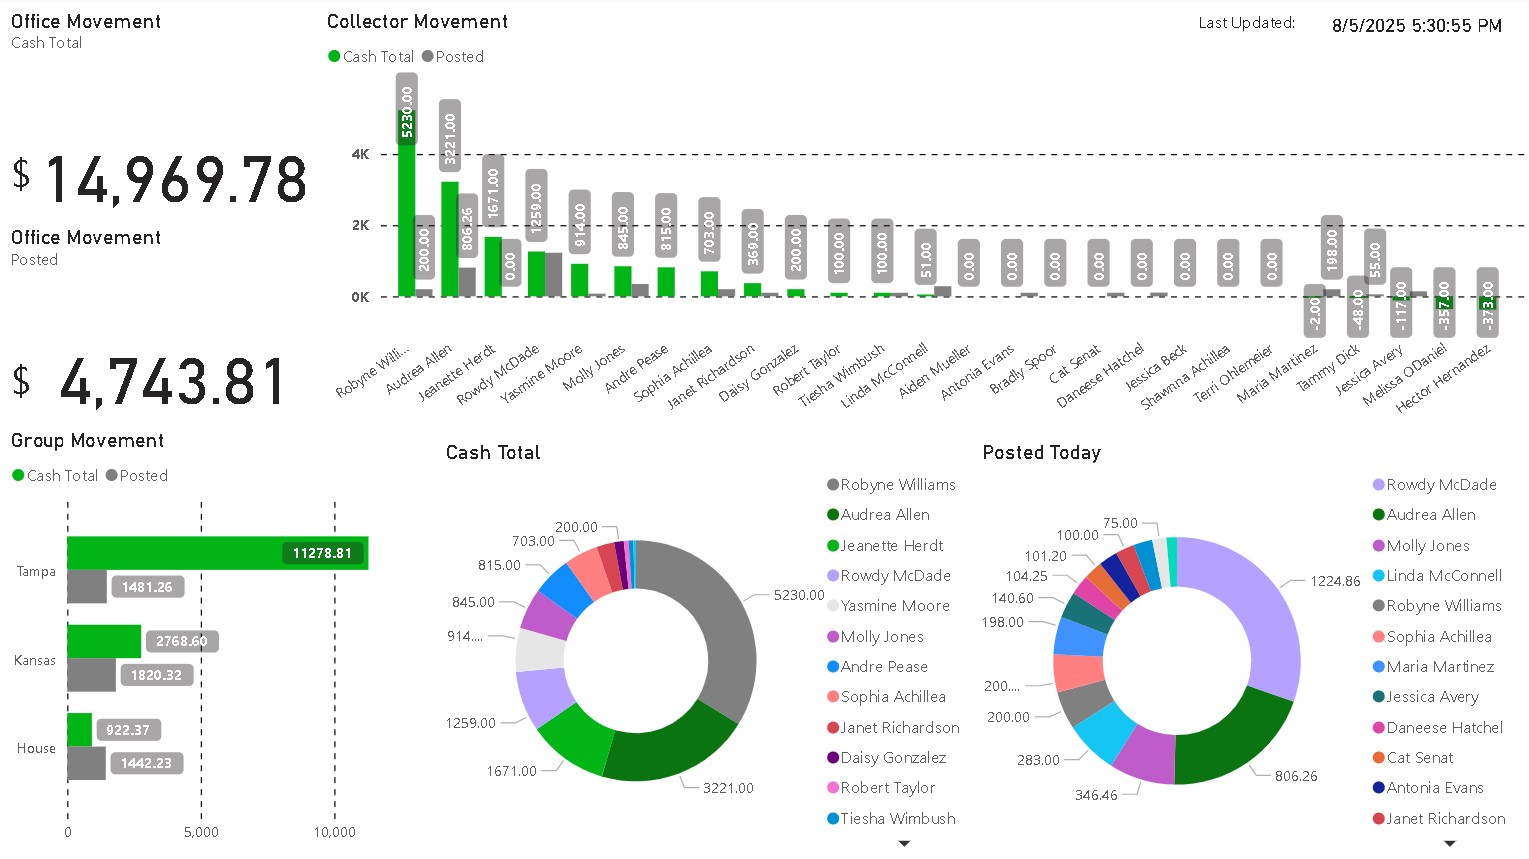 Office Movement
Cash Total
$ 14,969.78
Office Movement
Posted
$ 4,743.81
Collector Movement
Cash Total Posted
Last Updated: 8/5/2025 5:30:55 PM
4K
2K
0K
5230.00
200.00
3221.00
806.26
1671.00
0.00
1259.00
914.00
845.00
815.00
703.00
369.00
200.00
100.00
100.00
51.00
0.00
0.00
0.00
0.00
0.00
0.00
0.00
0.00
-2.00
198.00
-48.00
55.00
-117.00
-357.00
-373.00
Robyne Willi...
Audrea Allen
Jeanette Herdt
Rowdy McDade
Yasmine Moore
Molly Jones
Andre Pease
Sophia Achillea
Janet Richardson
Daisy Gonzalez
Robert Taylor
Tiesha Wimbush
Linda McConnell
Aiden Mueller
Antonia Evans
Bradly Spoor
Cat Senat
Daneese Hatchel
Jessica Beck
Shawnna Achillea
Terri Ohlemeier
Maria Martinez
Tammy Dick
Jessica Avery
Melissa ODaniel
Hector Hernandez
Group Movement
Cash Total Posted
Tampa
11278.81
1481.26
Kansas
2768.60
1820.32
House
922.37
1442.23
0 5,000 10,000
Cash Total
200.00
703.00
815.00
845.00
914....
1259.00
1671.00
3221.00
5230.00
Robyne Williams
Audrea Allen
Jeanette Herdt
Rowdy McDade
Yasmine Moore
Molly Jones
Andre Pease
Sophia Achillea
Janet Richardson
Daisy Gonzalez
Robert Taylor
Tiesha Wimbush
Posted Today
75.00
100.00
101.20
104.25
140.60
198.00
200....
200.00
283.00
346.46
806.26
1224.86
Rowdy McDade
Audrea Allen
Molly Jones
Linda McConnell
Robyne Williams
Sophia Achillea
Maria Martinez
Jessica Avery
Daneese Hatchel
Cat Senat
Antonia Evans
Janet Richardson